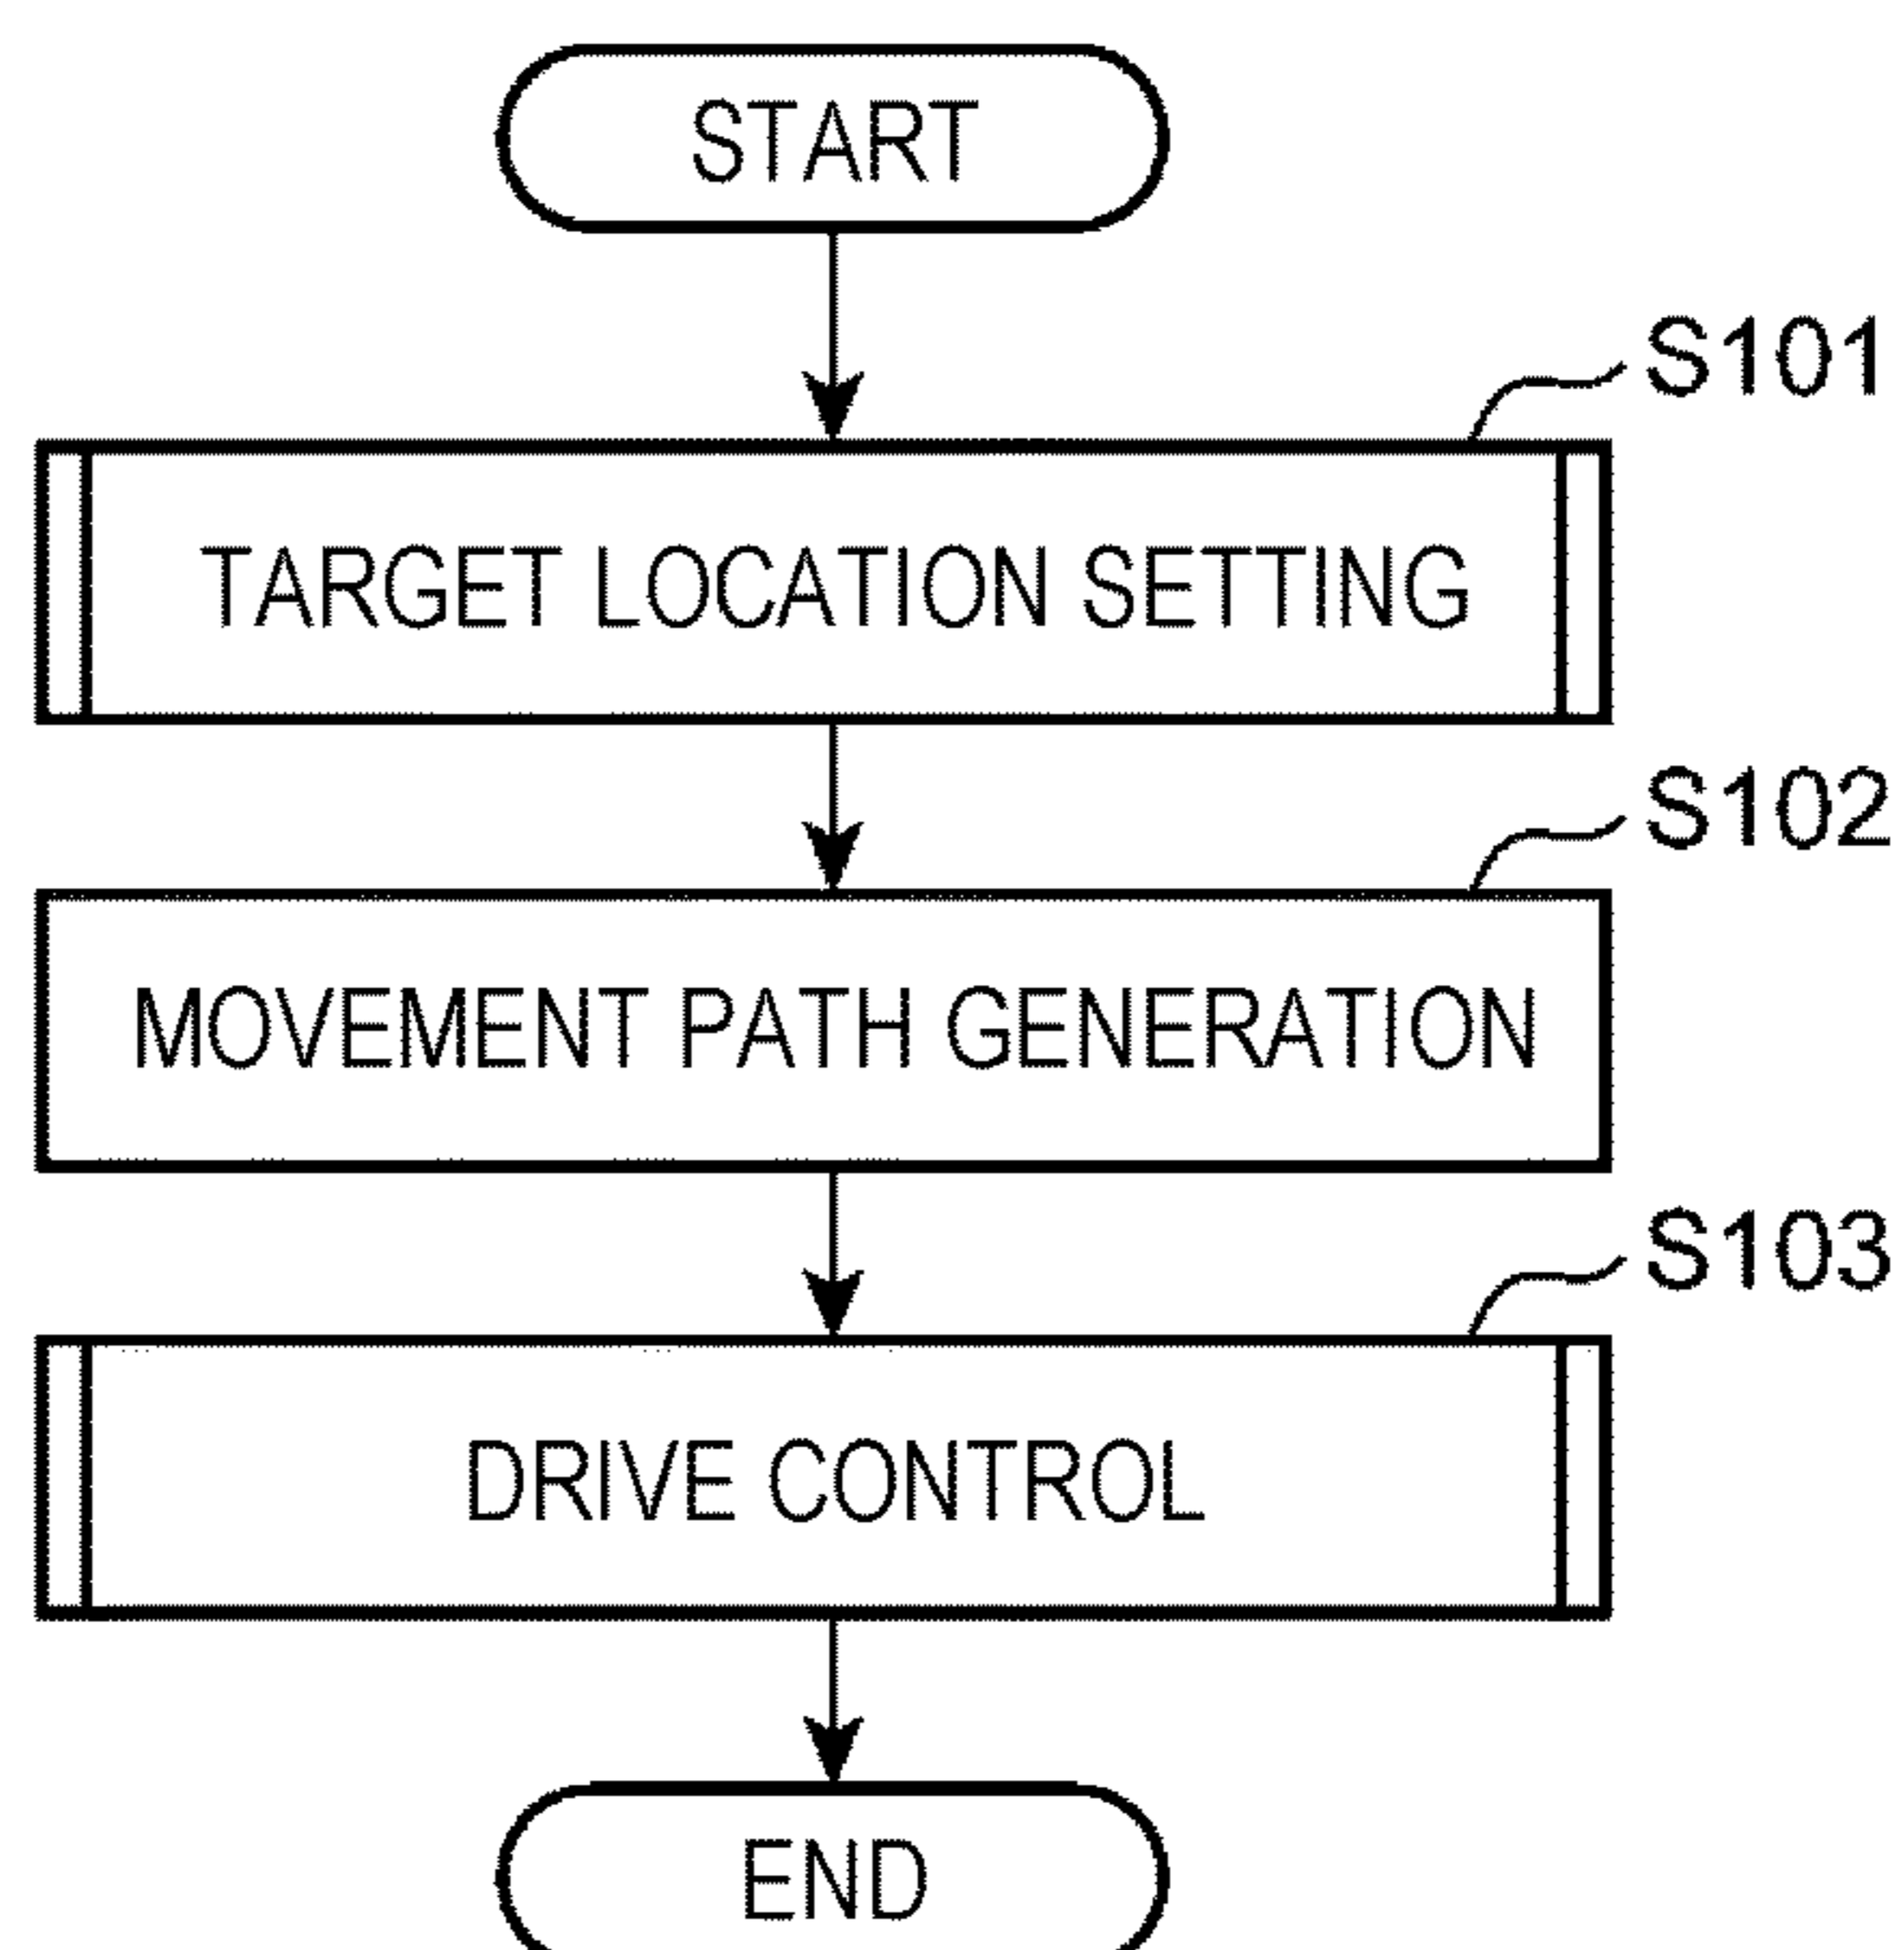 START
S101
TARGET LOCATION SETTING
S102
MOVEMENT PATH GENERATION
S103
DRIVE CONTROL
END